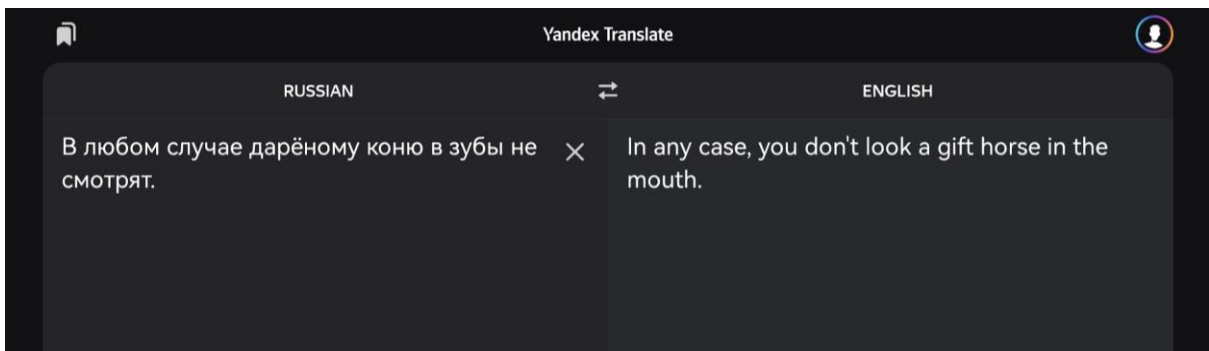 Yandex Translate
RUSSIAN
ENGLISH
В любом случае дарёному коню в зубы не
смотрят.
In any case, you don't look a gift horse in the
mouth.